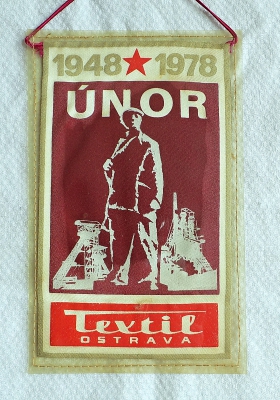 1948 ★ 1978
ÚNOR
Textil
OSTRAVA